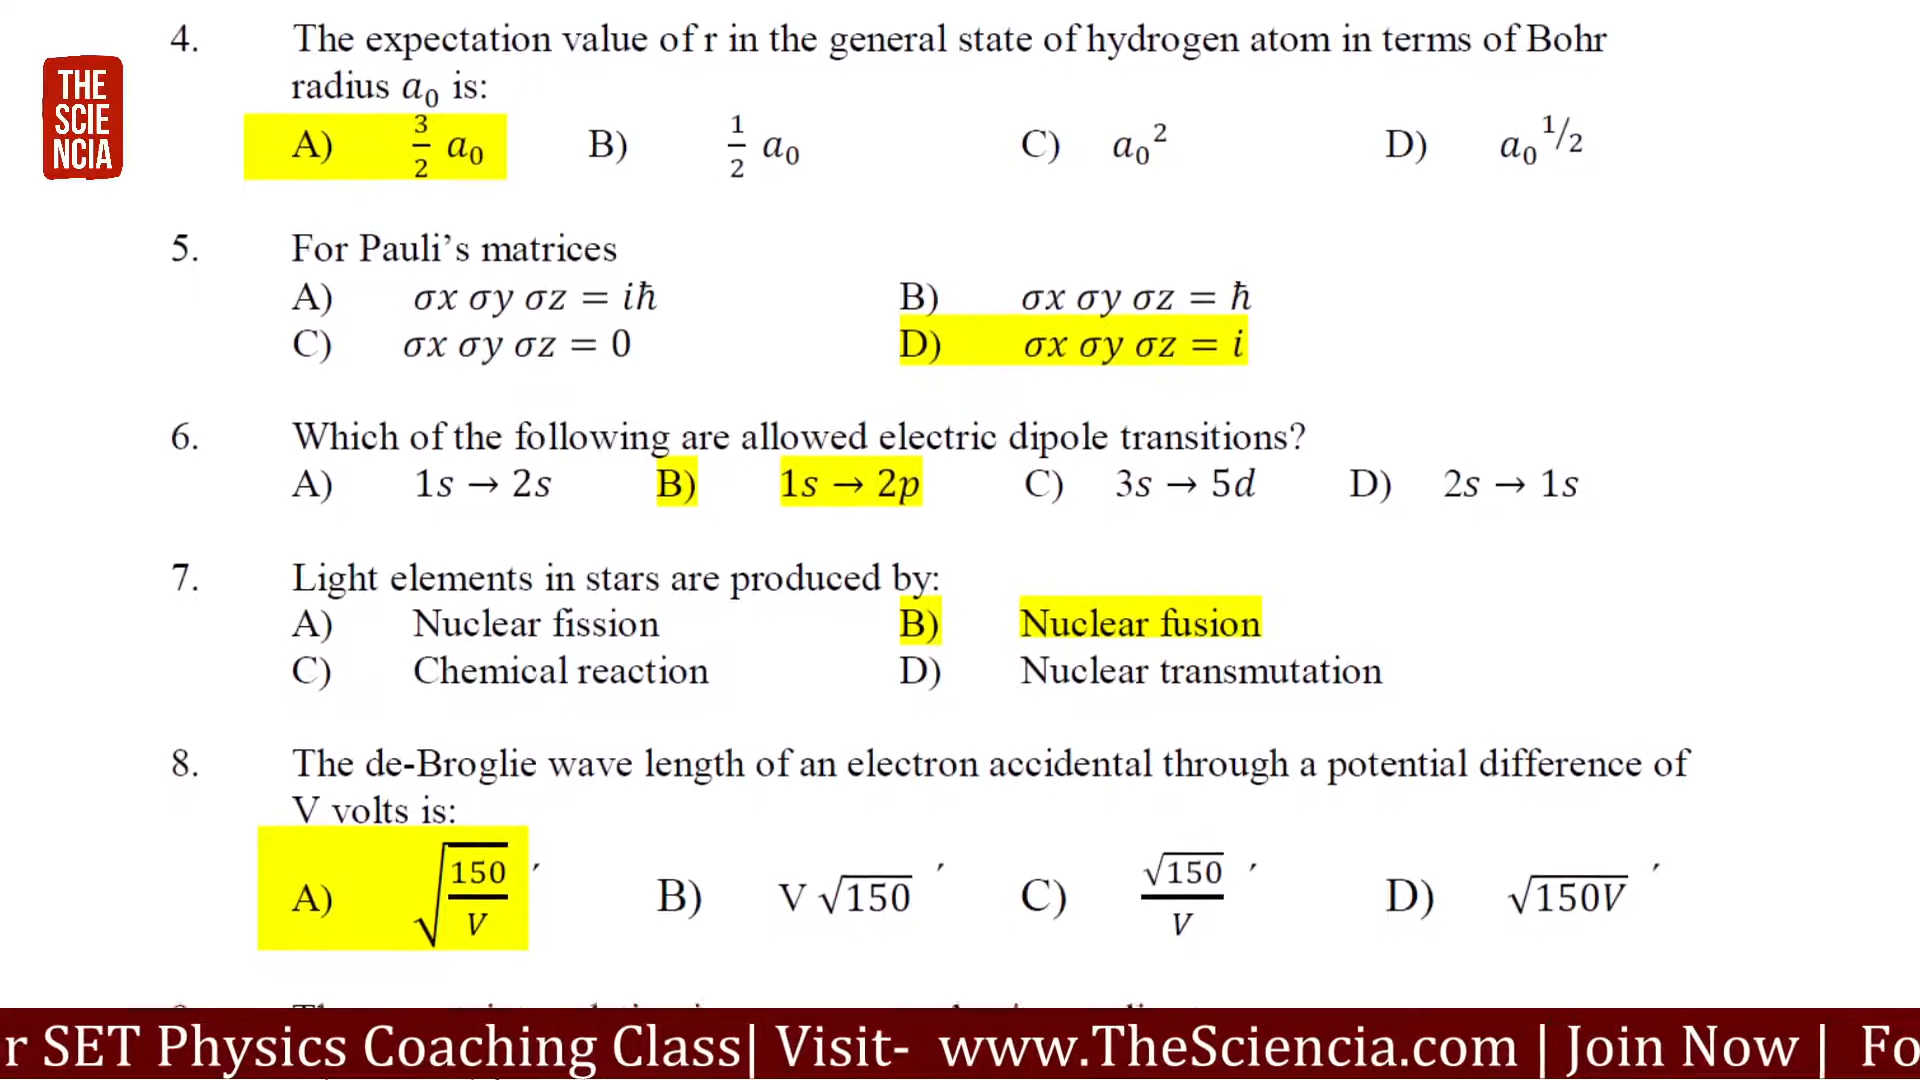 THE
SCIE
NCIA
4. The expectation value of r in the general state of hydrogen atom in terms of Bohr
radius a₀ is:
A) 3/2 a₀ B) 1/2 a₀ C) a₀² D) a₀^1/2
5. For Pauli's matrices
A) σx σy σz = iħ B) σx σy σz = ħ
C) σx σy σz = 0 D) σx σy σz = i
6. Which of the following are allowed electric dipole transitions?
A) 1s → 2s B) 1s → 2p C) 3s → 5d D) 2s → 1s
7. Light elements in stars are produced by:
A) Nuclear fission B) Nuclear fusion
C) Chemical reaction D) Nuclear transmutation
8. The de-Broglie wave length of an electron accidental through a potential difference of
V volts is:
A) √(150/V) ′ B) V √150 ′ C) √150/V ′ D) √150V ′
r SET Physics Coaching Class| Visit- www.TheSciencia.com | Join Now | Fo